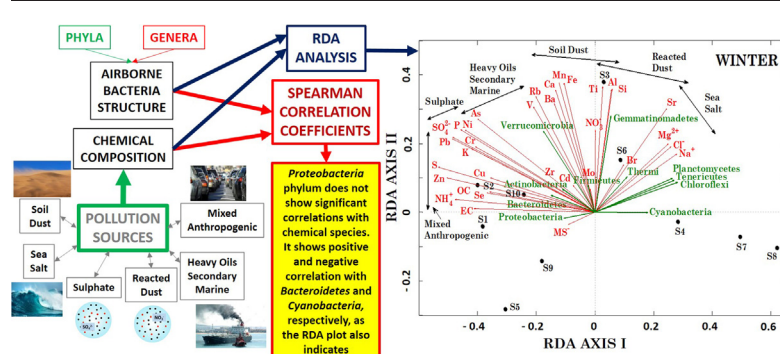 PHYLA
GENERA
AIRBORNE
BACTERIA
STRUCTURE
CHEMICAL
COMPOSITION
POLLUTION
SOURCES
Soil
Dust
Sea
Salt
Sulphate
Reacted
Dust
Heavy Oils
Secondary
Marine
Mixed
Anthropogenic
SO₄²⁻
NO₃⁻
RDA
ANALYSIS
SPEARMAN
CORRELATION
COEFFICIENTS
Proteobacteria
phylum does not
show significant
correlations with
chemical species.
It shows positive
and negative
correlation with
Bacteroidetes and
Cyanobacteria,
respectively, as
the RDA plot also
indicates
RDA AXIS II
0.4
0.2
0
- 0.2
WINTER
Soil Dust
Reacted
Dust
Heavy Oils
Secondary
Marine
Sea
Salt
Sulphate
Mixed
Anthropogenic
Mn Fe
Ca
Rb
Ba
V
S3
Ti Al
Si
Sr
As
SO₄²⁻ P Ni
Pb
Cr
K
Verrucomicrobia
NO₃⁻
Gemmatimonadetes
Mg²⁺
Cl⁻
Na⁺
S6
Br
S
Zn
Cu
Zr
Cd
Mo
Firmicutes
Thermi
Planctomycetes
Tenericutes
Chloroflexi
Actinobacteria
S2
S10
OC
Se
NH₄⁺
EC
Bacteroidetes
Proteobacteria
MS⁻
Cyanobacteria
S1
S4
S7
S8
S9
S5
- 0.4
- 0.2
0
0.2
0.4
0.6
RDA AXIS I